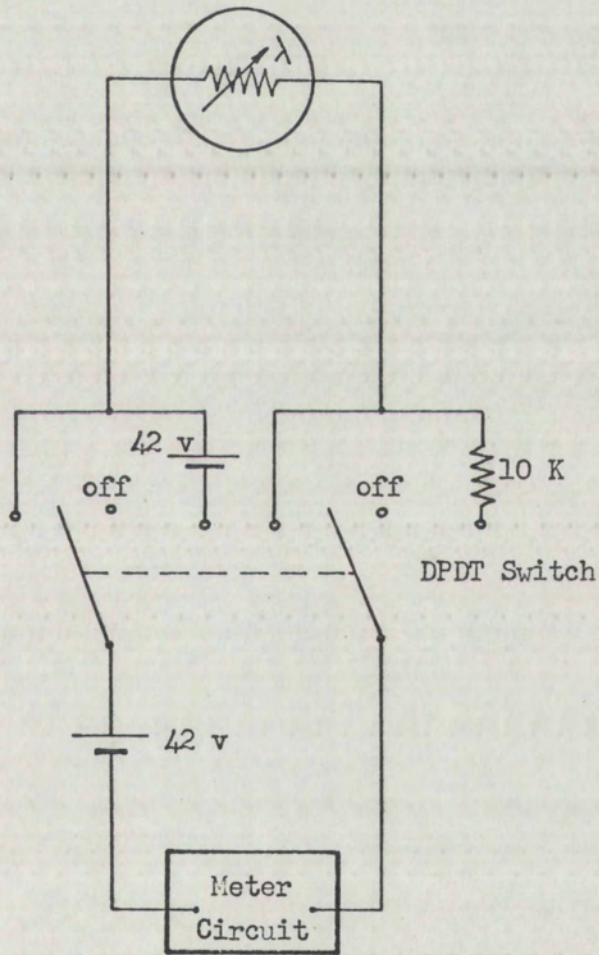 λ
42 v
off
off
10 K
DPDT Switch
42 v
Meter
Circuit